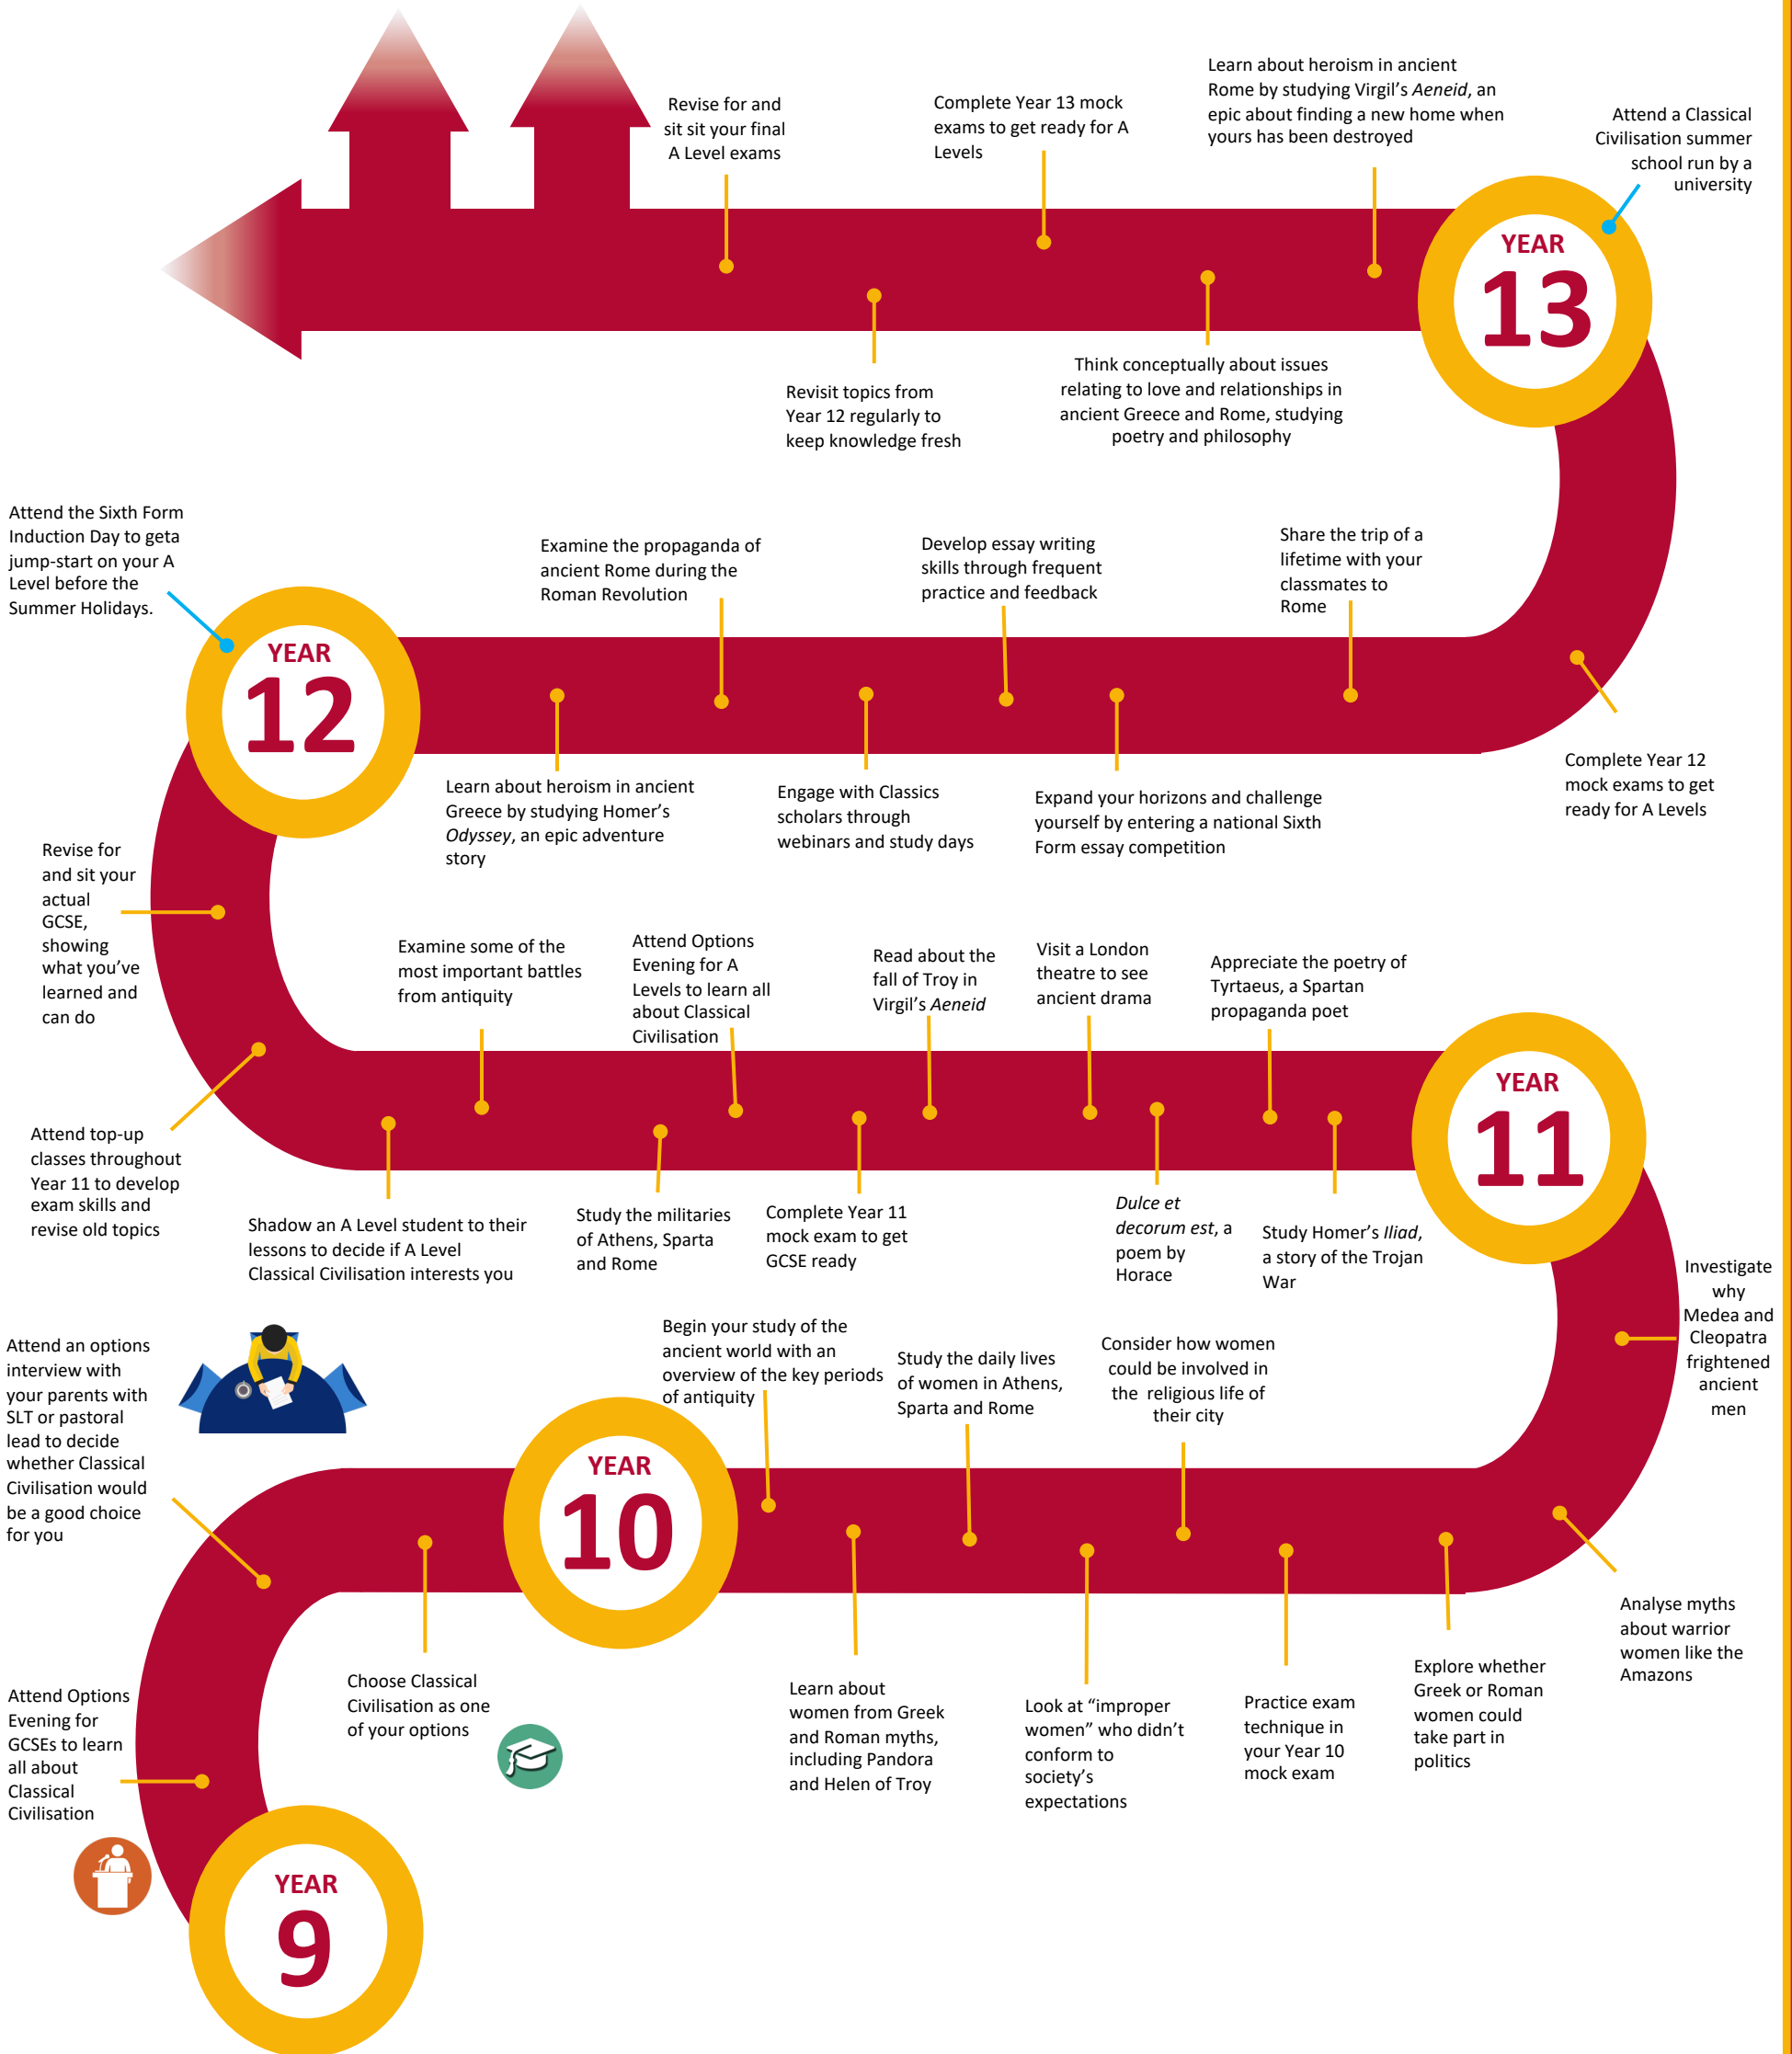 Revise for and
sit sit your final
A Level exams
Complete Year 13 mock
exams to get ready for A
Levels
Learn about heroism in ancient
Rome by studying Virgil's Aeneid, an
epic about finding a new home when
yours has been destroyed
Attend a Classical
Civilisation summer
school run by a
university
YEAR
13
Revisit topics from
Year 12 regularly to
keep knowledge fresh
Think conceptually about issues
relating to love and relationships in
ancient Greece and Rome, studying
poetry and philosophy
Attend the Sixth Form
Induction Day to geta
jump-start on your A
Level before the
Summer Holidays.
Examine the propaganda of
ancient Rome during the
Roman Revolution
Develop essay writing
skills through frequent
practice and feedback
Share the trip of a
lifetime with your
classmates to
Rome
YEAR
12
Learn about heroism in ancient
Greece by studying Homer's
Odyssey, an epic adventure
story
Engage with Classics
scholars through
webinars and study days
Expand your horizons and challenge
yourself by entering a national Sixth
Form essay competition
Complete Year 12
mock exams to get
ready for A Levels
Revise for
and sit your
actual
GCSE,
showing
what you've
learned and
can do
Examine some of the
most important battles
from antiquity
Attend Options
Evening for A
Levels to learn all
about Classical
Civilisation
Read about the
fall of Troy in
Virgil's Aeneid
Visit a London
theatre to see
ancient drama
Appreciate the poetry of
Tyrtaeus, a Spartan
propaganda poet
YEAR
11
Attend top-up
classes throughout
Year 11 to develop
exam skills and
revise old topics
Shadow an A Level student to their
lessons to decide if A Level
Classical Civilisation interests you
Study the militaries
of Athens, Sparta
and Rome
Complete Year 11
mock exam to get
GCSE ready
Dulce et
decorum est, a
poem by
Horace
Study Homer's Iliad,
a story of the Trojan
War
Investigate
why
Medea and
Cleopatra
frightened
ancient
men
Attend an options
interview with
your parents with
SLT or pastoral
lead to decide
whether Classical
Civilisation would
be a good choice
for you
Begin your study of the
ancient world with an
overview of the key periods
of antiquity
Study the daily lives
of women in Athens,
Sparta and Rome
Consider how women
could be involved in
the religious life of
their city
YEAR
10
Analyse myths
about warrior
women like the
Amazons
Attend Options
Evening for
GCSEs to learn
all about
Classical
Civilisation
Choose Classical
Civilisation as one
of your options
Learn about
women from Greek
and Roman myths,
including Pandora
and Helen of Troy
Look at "improper
women" who didn't
conform to
society's
expectations
Practice exam
technique in
your Year 10
mock exam
Explore whether
Greek or Roman
women could
take part in
politics
YEAR
9